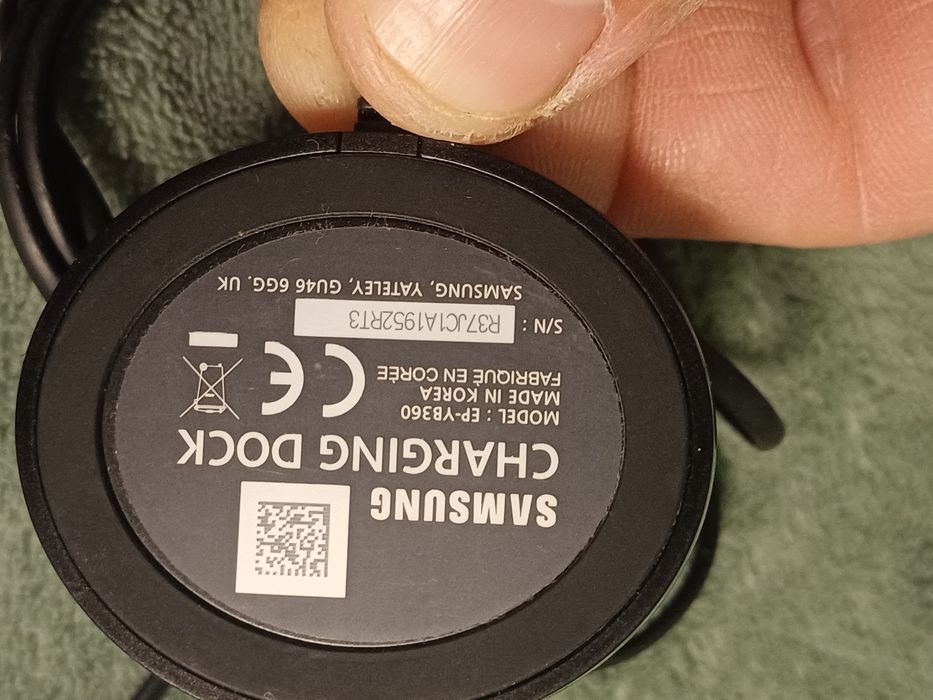 SAMSUNG
CHARGING DOCK
MODEL : EP-YB360
MADE IN KOREA
FABRIQUÉ EN CORÉE
S/N : R37JC1A1952RT3
SAMSUNG, YATELEY, GU46 6GG. UK